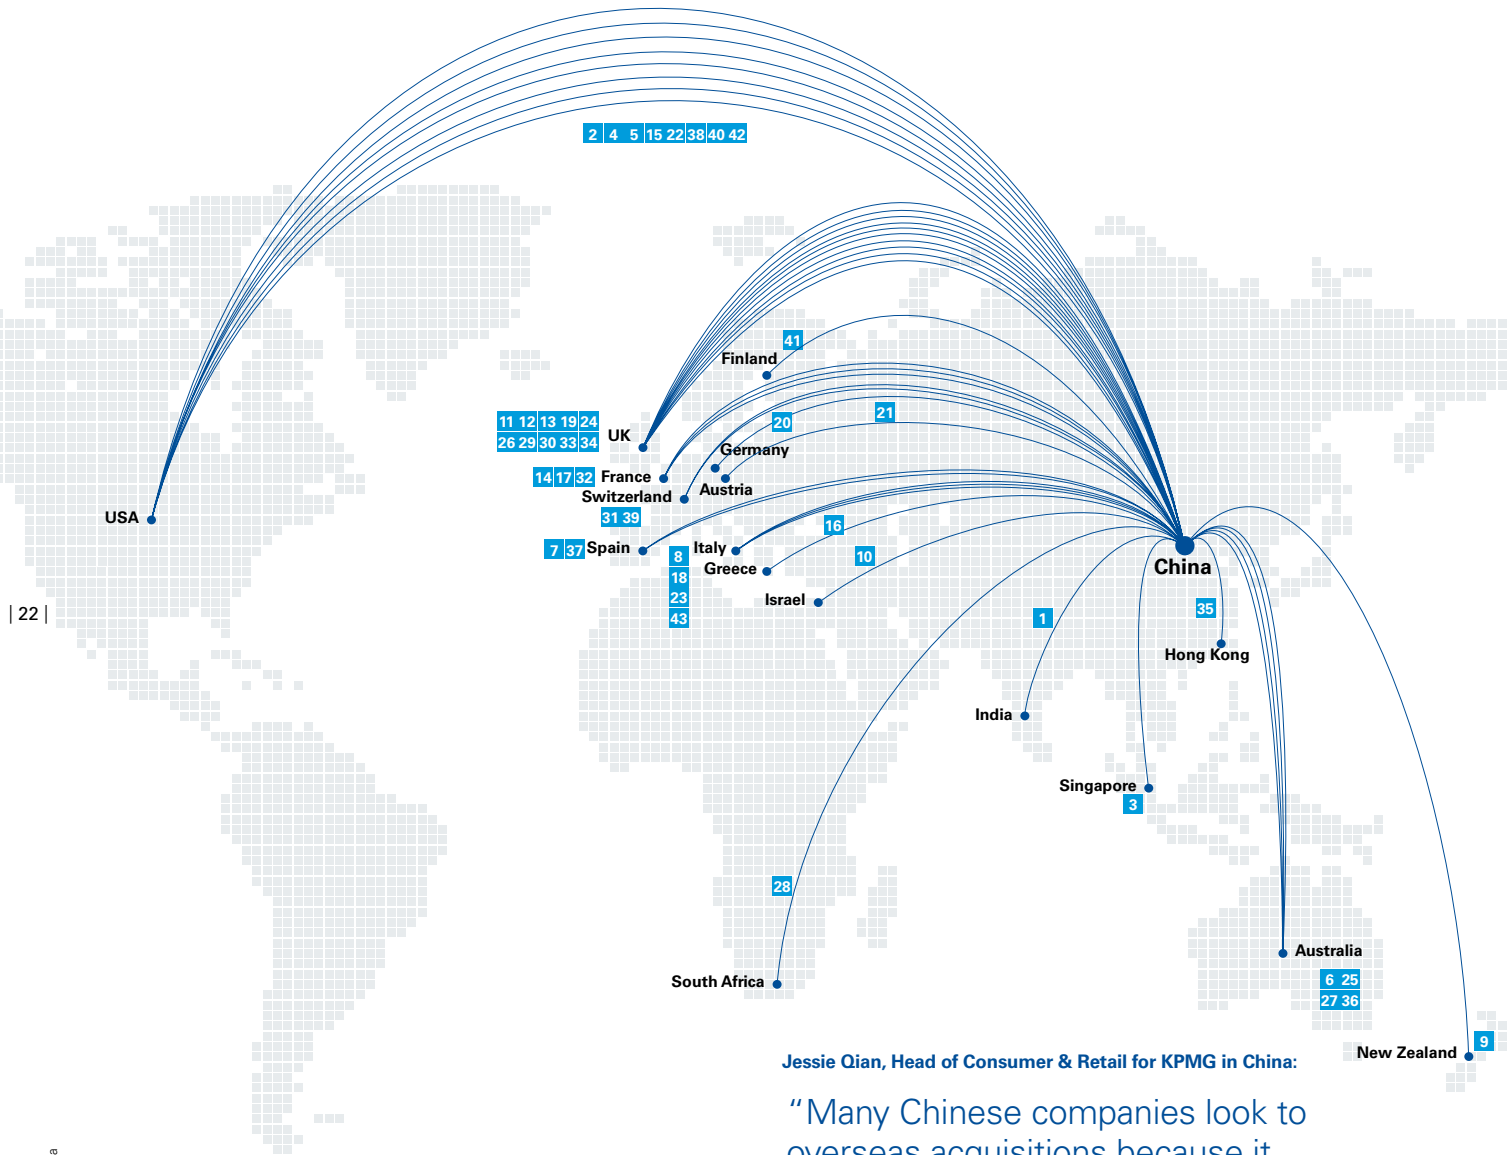 2 4 5 15 22 38 40 42
41
Finland
11 12 13 19 24
26 29 30 33 34
UK
20
21
Germany
14 17 32
France
Switzerland
Austria
31 39
USA
7 37
Spain
8
18
23
43
Italy
16
Greece
10
Israel
China
| 22 |
1
35
Hong Kong
India
Singapore
3
28
South Africa
Australia
6 25
27 36
New Zealand
9
Jessie Qian, Head of Consumer & Retail for KPMG in China:
“Many Chinese companies look to
overseas acquisitions because it
a